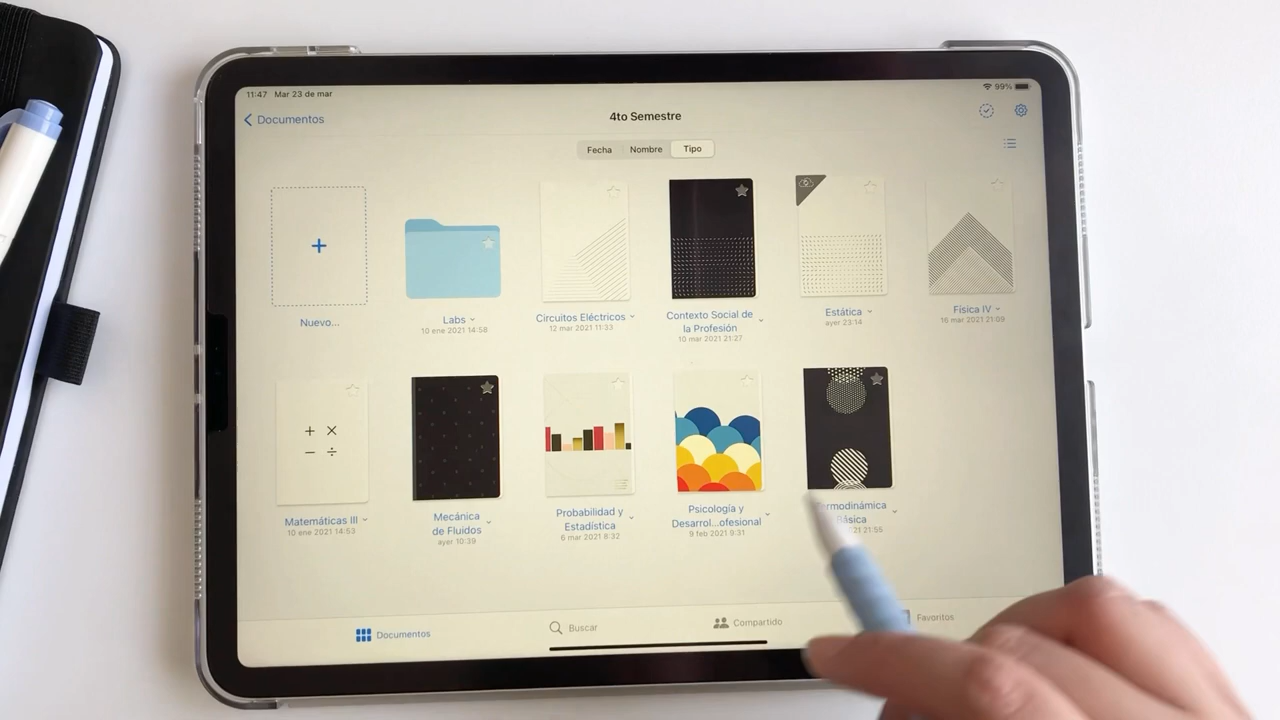 11:47 Mar 23 de mar
99%
Documentos
4to Semestre
Fecha Nombre Tipo
+
Nuevo...
Labs
10 ene 2021 14:58
Circuitos Eléctricos
12 mar 2021 11:33
Contexto Social de
la Profesión
10 mar 2021 21:27
Estática
ayer 23:14
Física IV
16 mar 2021 21:09
+ ×
− ÷
Matemáticas III
10 ene 2021 14:53
Mecánica
de Fluidos
ayer 10:39
Probabilidad y
Estadística
6 mar 2021 8:32
Psicología y
Desarrol...ofesional
9 feb 2021 9:31
Termodinámica
Básica
21:55
Documentos
Buscar
Compartido
Favoritos